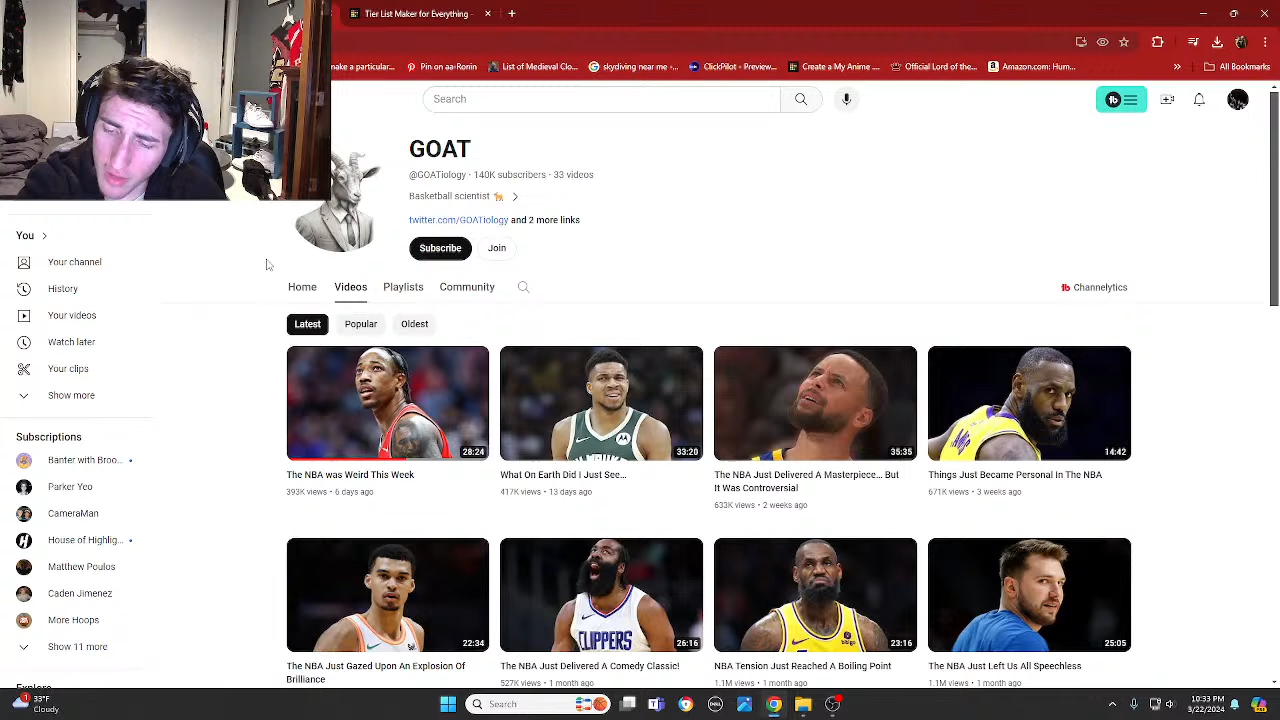 Tier List Maker for Everything -
make a particular...
Pin on aa-Ronin
List of Medieval Clo...
skydiving near me -...
ClickPilot - Preview...
Create a My Anime ...
Official Lord of the...
Amazon.com: Hum...
All Bookmarks
Search
GOAT
@GOATiology · 140K subscribers · 33 videos
Basketball scientist
twitter.com/GOATiology and 2 more links
Subscribe
Join
Home
Videos
Playlists
Community
Channelytics
Latest
Popular
Oldest
You
Your channel
History
Your videos
Watch later
Your clips
Show more
Subscriptions
Banter with Broo...
Parker Yeo
CameraMan
House of Highlig...
Matthew Poulos
Caden Jimenez
More Hoops
Show 11 more
28:24
The NBA was Weird This Week
393K views • 6 days ago
33:20
What On Earth Did I Just See...
417K views • 13 days ago
35:35
The NBA Just Delivered A Masterpiece... But
It Was Controversial
633K views • 2 weeks ago
14:42
Things Just Became Personal In The NBA
671K views • 3 weeks ago
22:34
The NBA Just Gazed Upon An Explosion Of
Brilliance
CLIPPERS
26:16
The NBA Just Delivered A Comedy Classic!
527K views • 1 month ago
23:16
NBA Tension Just Reached A Boiling Point
1.1M views • 1 month ago
25:05
The NBA Just Left Us All Speechless
1.1M views • 1 month ago
1
33°F
Cloudy
Search
10:33 PM
3/22/2024